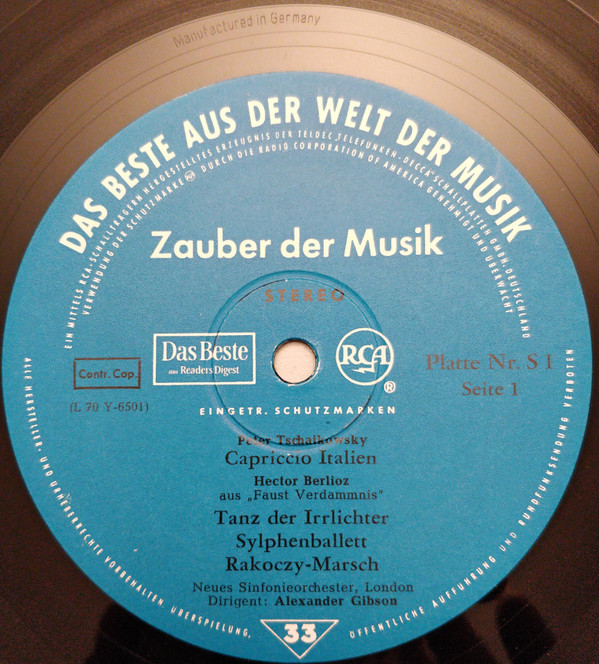 Manufactured in Germany
DAS BESTE AUS DER WELT DER MUSIK
EIN MITTELS RCA-SCHALLTRÄGERN HERGESTELLTES ERZEUGNIS DER TELDEC „TELEFUNKEN-DECCA“ SCHALLPLATTEN GMBH, DEUTSCHLAND
VERWENDUNG DER SCHUTZMARKE RCA DURCH DIE RADIO CORPORATION OF AMERICA GENEHMIGT UND ÜBERWACHT
Zauber der Musik
STEREO
Contr. Cop.
Das Beste
aus Readers Digest
RCA
®
Platte Nr. S 1
Seite 1
(L 70 Y-6501)
EINGETR. SCHUTZMARKEN
Peter Tschaikowsky
Capriccio Italien
Hector Berlioz
aus „Faust Verdammnis"
Tanz der Irrlichter
Sylphenballett
Rakoczy-Marsch
Neues Sinfonieorchester, London
Dirigent: Alexander Gibson
33
ALLE HERSTELLER- UND URHEBERRECHTE VORBEHALTEN. ÜBERSPIELUNG, ÖFFENTLICHE AUFFÜHRUNG UND RUNDFUNKSENDUNG VERBOTEN